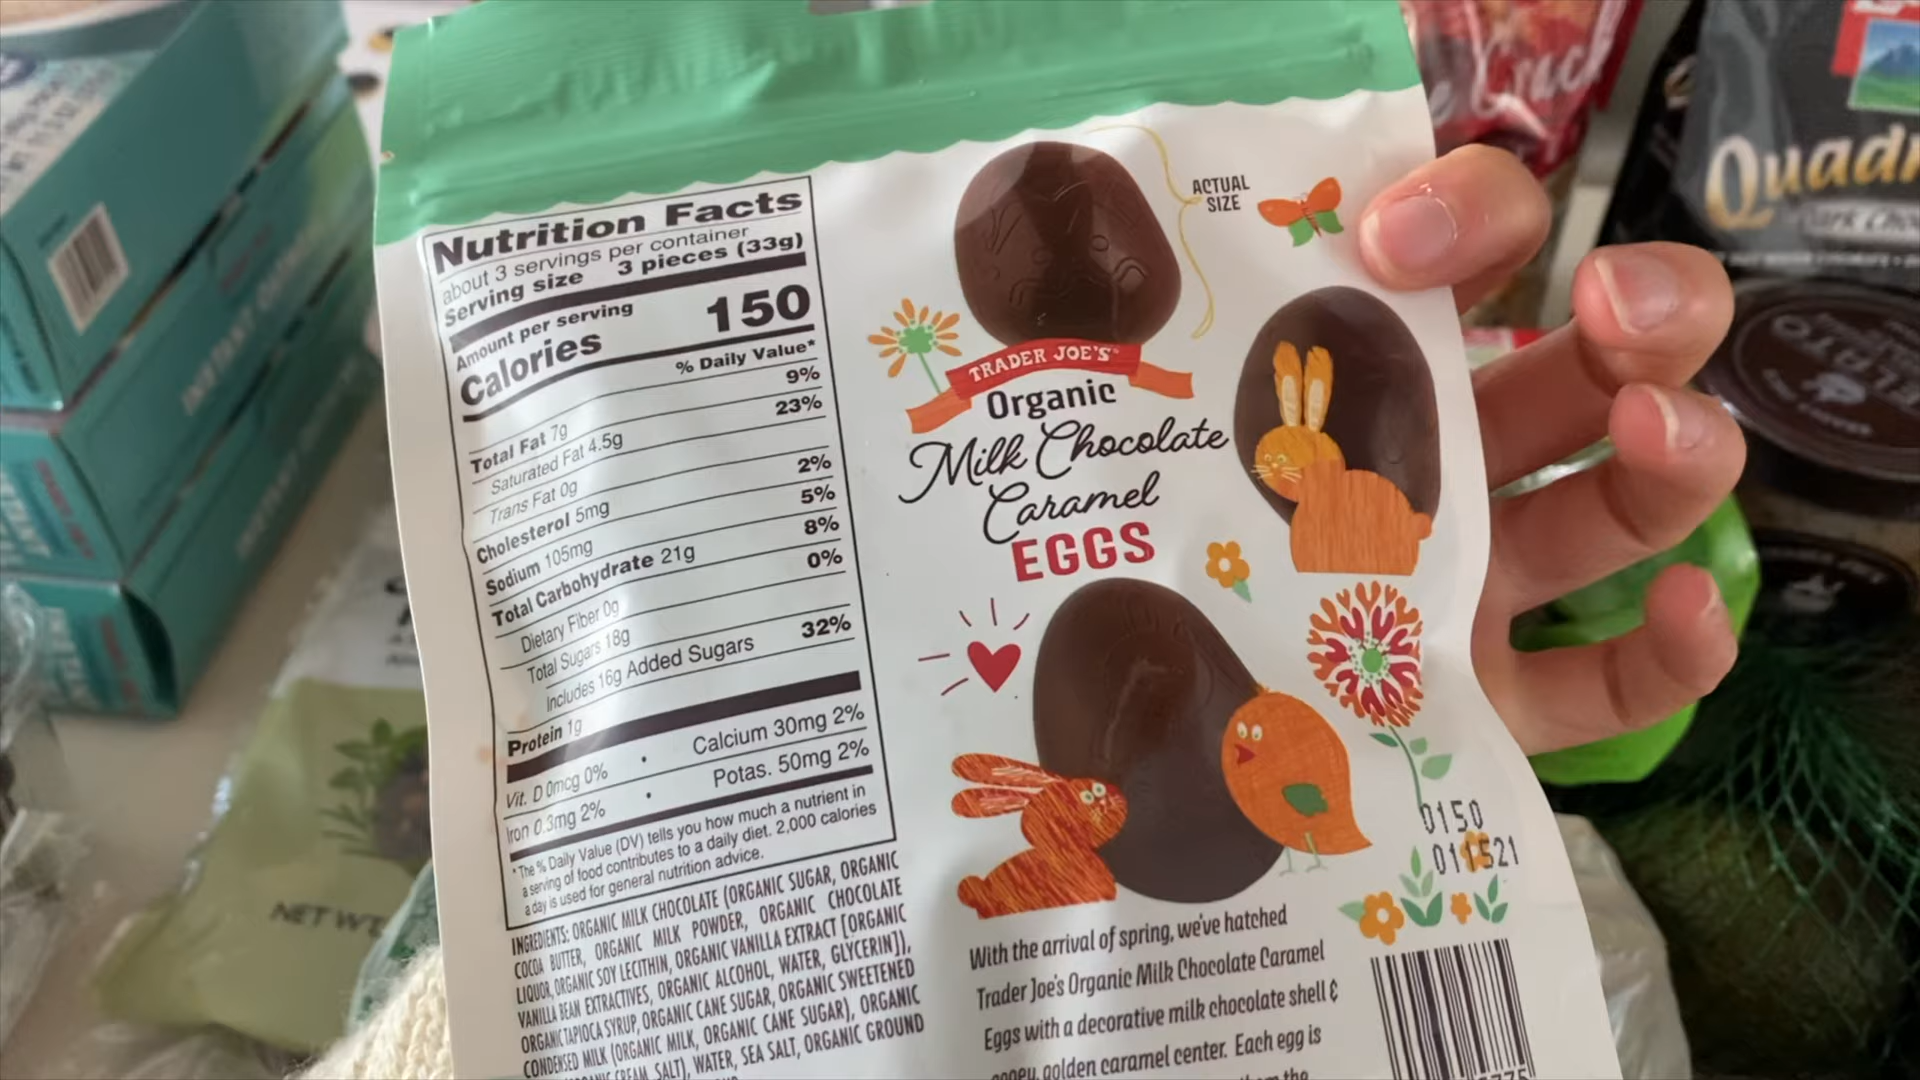 Nutrition Facts
about 3 servings per container
Serving size 3 pieces (33g)
Amount per serving
Calories 150
% Daily Value*
Total Fat 7g 9%
Saturated Fat 4.5g 23%
Trans Fat 0g
Cholesterol 5mg 2%
Sodium 105mg 5%
Total Carbohydrate 21g 8%
Dietary Fiber 0g 0%
Total Sugars 18g
Includes 16g Added Sugars 32%
Protein 1g
Vit. D 0mcg 0% • Calcium 30mg 2%
Iron 0.3mg 2% • Potas. 50mg 2%
*The % Daily Value (DV) tells you how much a nutrient in
a serving of food contributes to a daily diet. 2,000 calories
a day is used for general nutrition advice.
INGREDIENTS: ORGANIC MILK CHOCOLATE (ORGANIC SUGAR, ORGANIC
COCOA BUTTER, ORGANIC MILK POWDER, ORGANIC CHOCOLATE
LIQUOR, ORGANIC SOY LECITHIN, ORGANIC VANILLA EXTRACT [ORGANIC
VANILLA BEAN EXTRACTIVES, ORGANIC ALCOHOL, WATER, GLYCERIN]),
ORGANIC TAPIOCA SYRUP, ORGANIC CANE SUGAR, ORGANIC SWEETENED
CONDENSED MILK (ORGANIC MILK, ORGANIC CANE SUGAR), ORGANIC
CREAM, SALT), WATER, SEA SALT, ORGANIC GROUND
ACTUAL
SIZE
TRADER JOE'S
Organic
Milk Chocolate
Caramel
EGGS
0150
011521
With the arrival of spring, we've hatched
Trader Joe's Organic Milk Chocolate Caramel
Eggs with a decorative milk chocolate shell &
gooey, golden caramel center. Each egg is
the
NET WT
Quadr